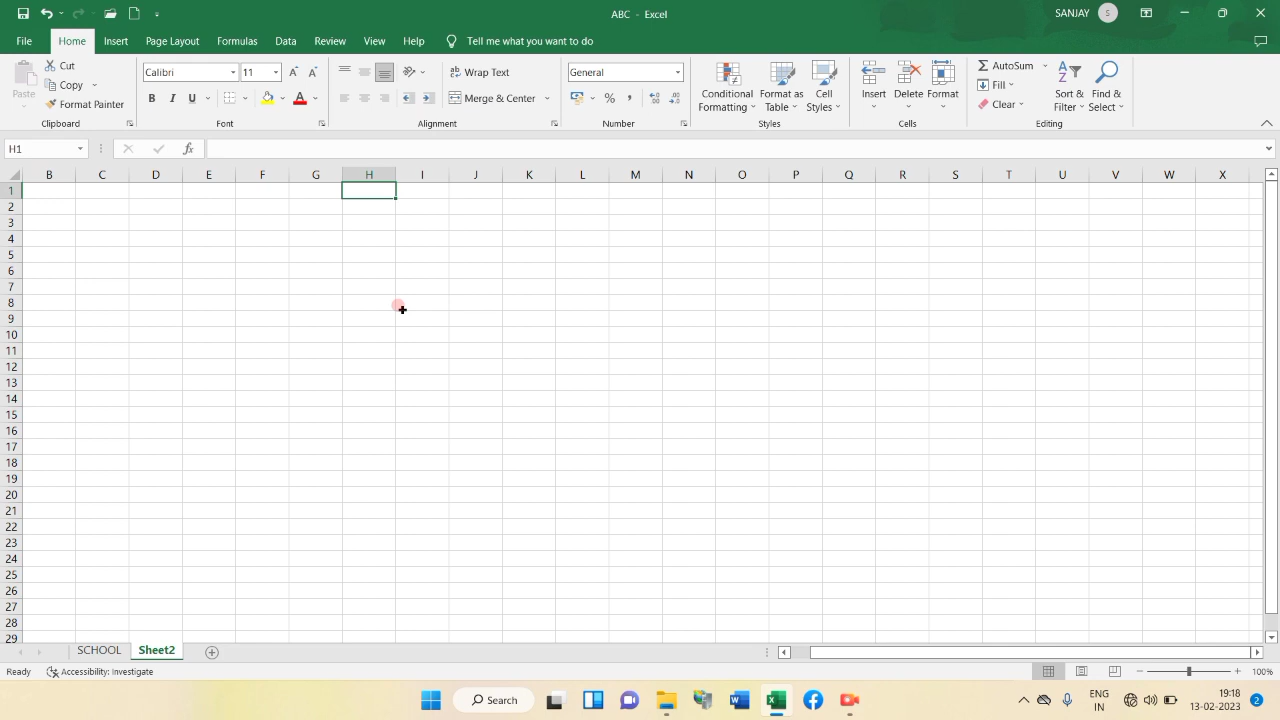 ABC - Excel
SANJAY S
File Home Insert Page Layout Formulas Data Review View Help Tell me what you want to do
Paste
Cut
Copy
Format Painter
Clipboard
Calibri 11
B I U
Font
Wrap Text
Merge & Center
Alignment
General
Number
Conditional Formatting
Format as Table
Cell Styles
Styles
Insert Delete Format
Cells
AutoSum
Fill
Clear
Sort & Filter
Find & Select
Editing
H1 fx
B C D E F G H I J K L M N O P Q R S T U V W X
1
2
3
4
5
6
7
8
9
10
11
12
13
14
15
16
17
18
19
20
21
22
23
24
25
26
27
28
29
SCHOOL Sheet2
Ready Accessibility: Investigate 100%
Search
ENG
IN
19:18
13-02-2023
2